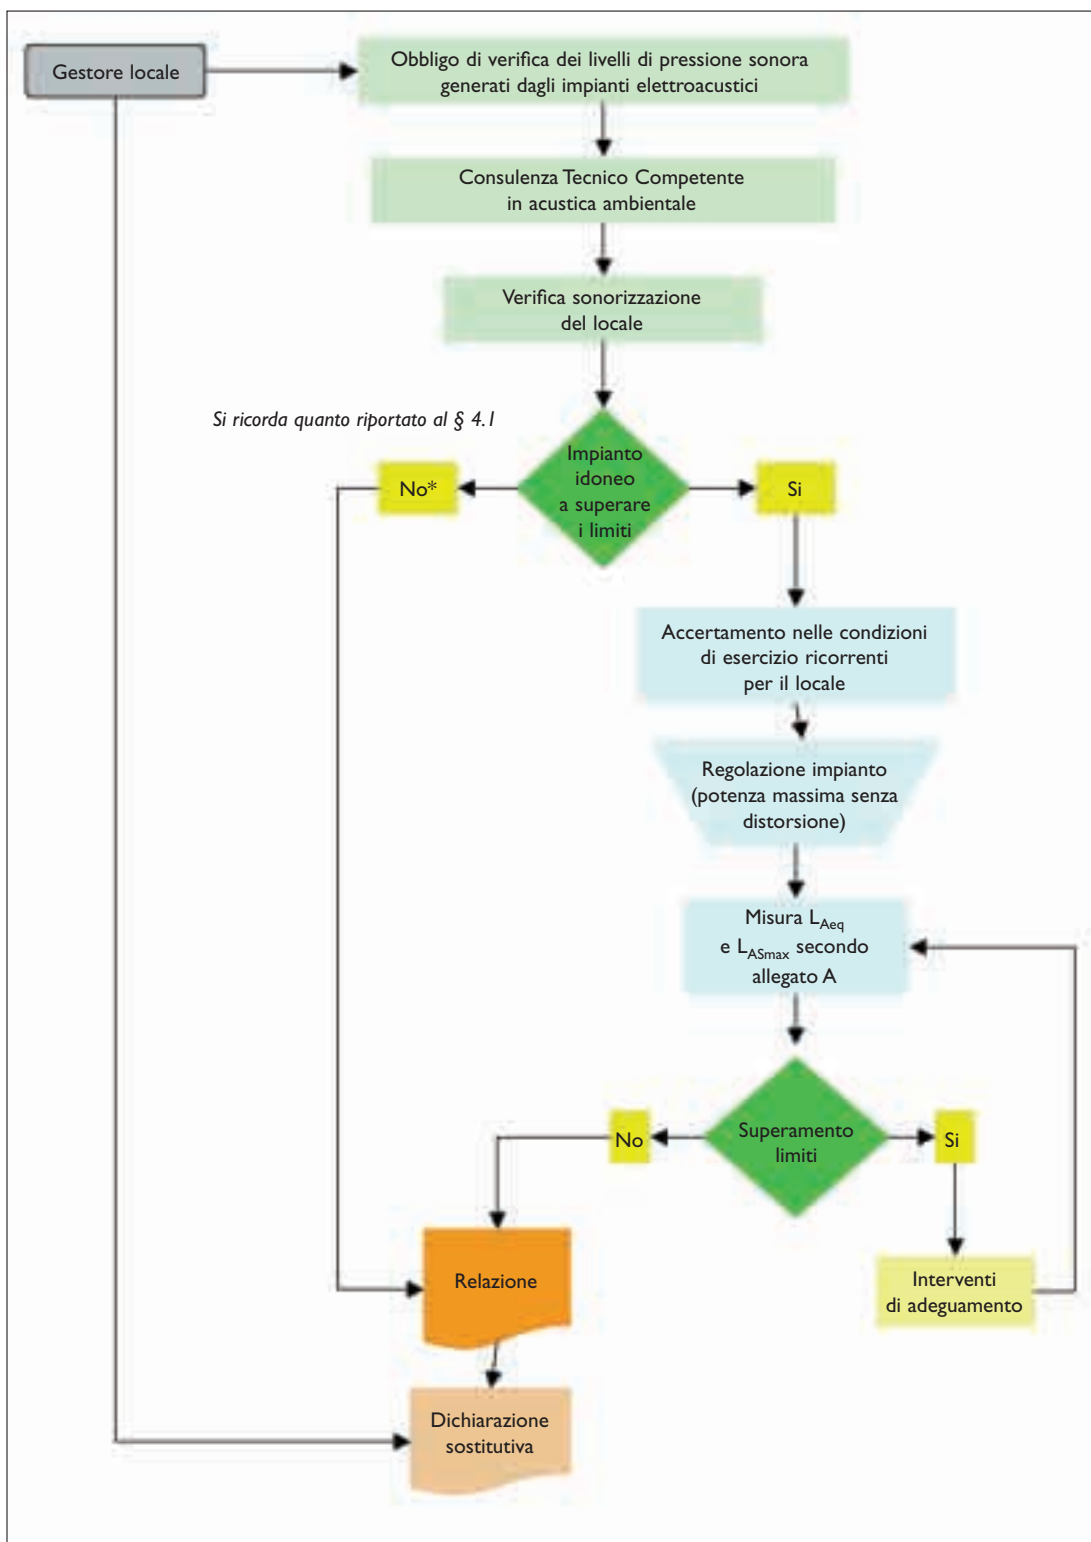 Gestore locale
Obbligo di verifica dei livelli di pressione sonora
generati dagli impianti elettroacustici
Consulenza Tecnico Competente
in acustica ambientale
Verifica sonorizzazione
del locale
Si ricorda quanto riportato al § 4.1
Impianto
idoneo
a superare
i limiti
No*
Si
Accertamento nelle condizioni
di esercizio ricorrenti
per il locale
Regolazione impianto
(potenza massima senza
distorsione)
Misura LAeq
e LASmax secondo
allegato A
Superamento
limiti
No
Si
Relazione
Interventi
di adeguamento
Dichiarazione
sostitutiva